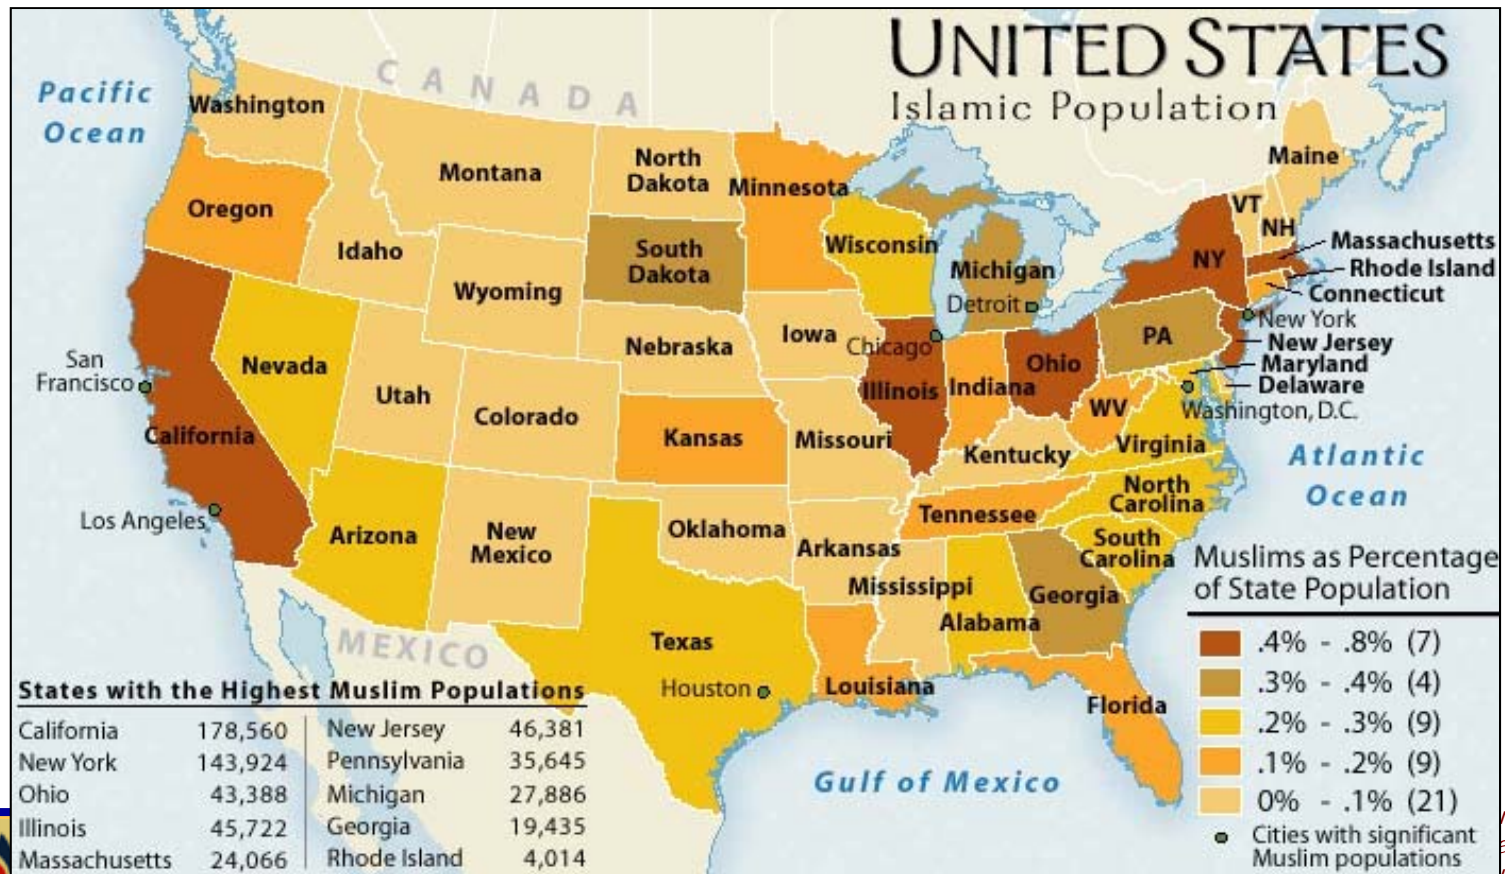 UNITED STATES
Islamic Population
Pacific
Ocean
CANADA
Washington
Montana
North
Dakota
Minnesota
Maine
Oregon
Idaho
South
Dakota
Wisconsin
Michigan
Detroit
VT
NH
NY
Massachusetts
Rhode Island
Connecticut
New York
New Jersey
Maryland
Delaware
Washington, D.C.
Wyoming
Nebraska
Iowa
Chicago
Illinois
Indiana
Ohio
PA
WV
Virginia
San
Francisco
Nevada
Utah
Colorado
Kansas
Missouri
Kentucky
California
Los Angeles
Arizona
New
Mexico
Oklahoma
Arkansas
Tennessee
North
Carolina
South
Carolina
Mississippi
Alabama
Georgia
Atlantic
Ocean
MEXICO
Texas
Houston
Louisiana
Florida
Gulf of Mexico
States with the Highest Muslim Populations
California 178,560 New Jersey 46,381
New York 143,924 Pennsylvania 35,645
Ohio 43,388 Michigan 27,886
Illinois 45,722 Georgia 19,435
Massachusetts 24,066 Rhode Island 4,014
Muslims as Percentage
of State Population
.4% - .8% (7)
.3% - .4% (4)
.2% - .3% (9)
.1% - .2% (9)
0% - .1% (21)
Cities with significant
Muslim populations